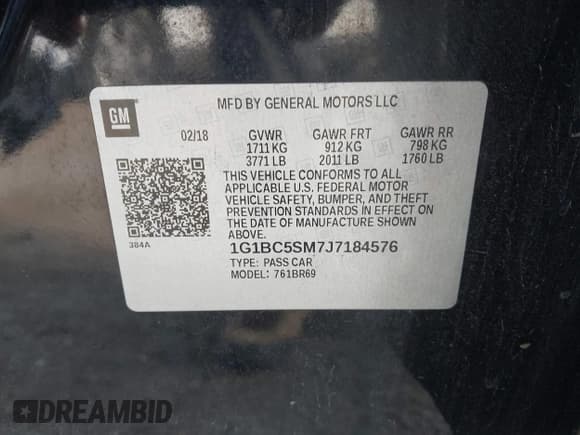 GM
MFD BY GENERAL MOTORS LLC
02/18 GVWR GAWR FRT GAWR RR
1711 KG 912 KG 798 KG
3771 LB 2011 LB 1760 LB
THIS VEHICLE CONFORMS TO ALL
APPLICABLE U.S. FEDERAL MOTOR
VEHICLE SAFETY, BUMPER, AND THEFT
PREVENTION STANDARDS IN EFFECT ON
THE DATE OF MANUFACTURE SHOWN ABOVE.
384A
1G1BC5SM7J7184576
TYPE: PASS CAR
MODEL: 761BR69
DREAMBID